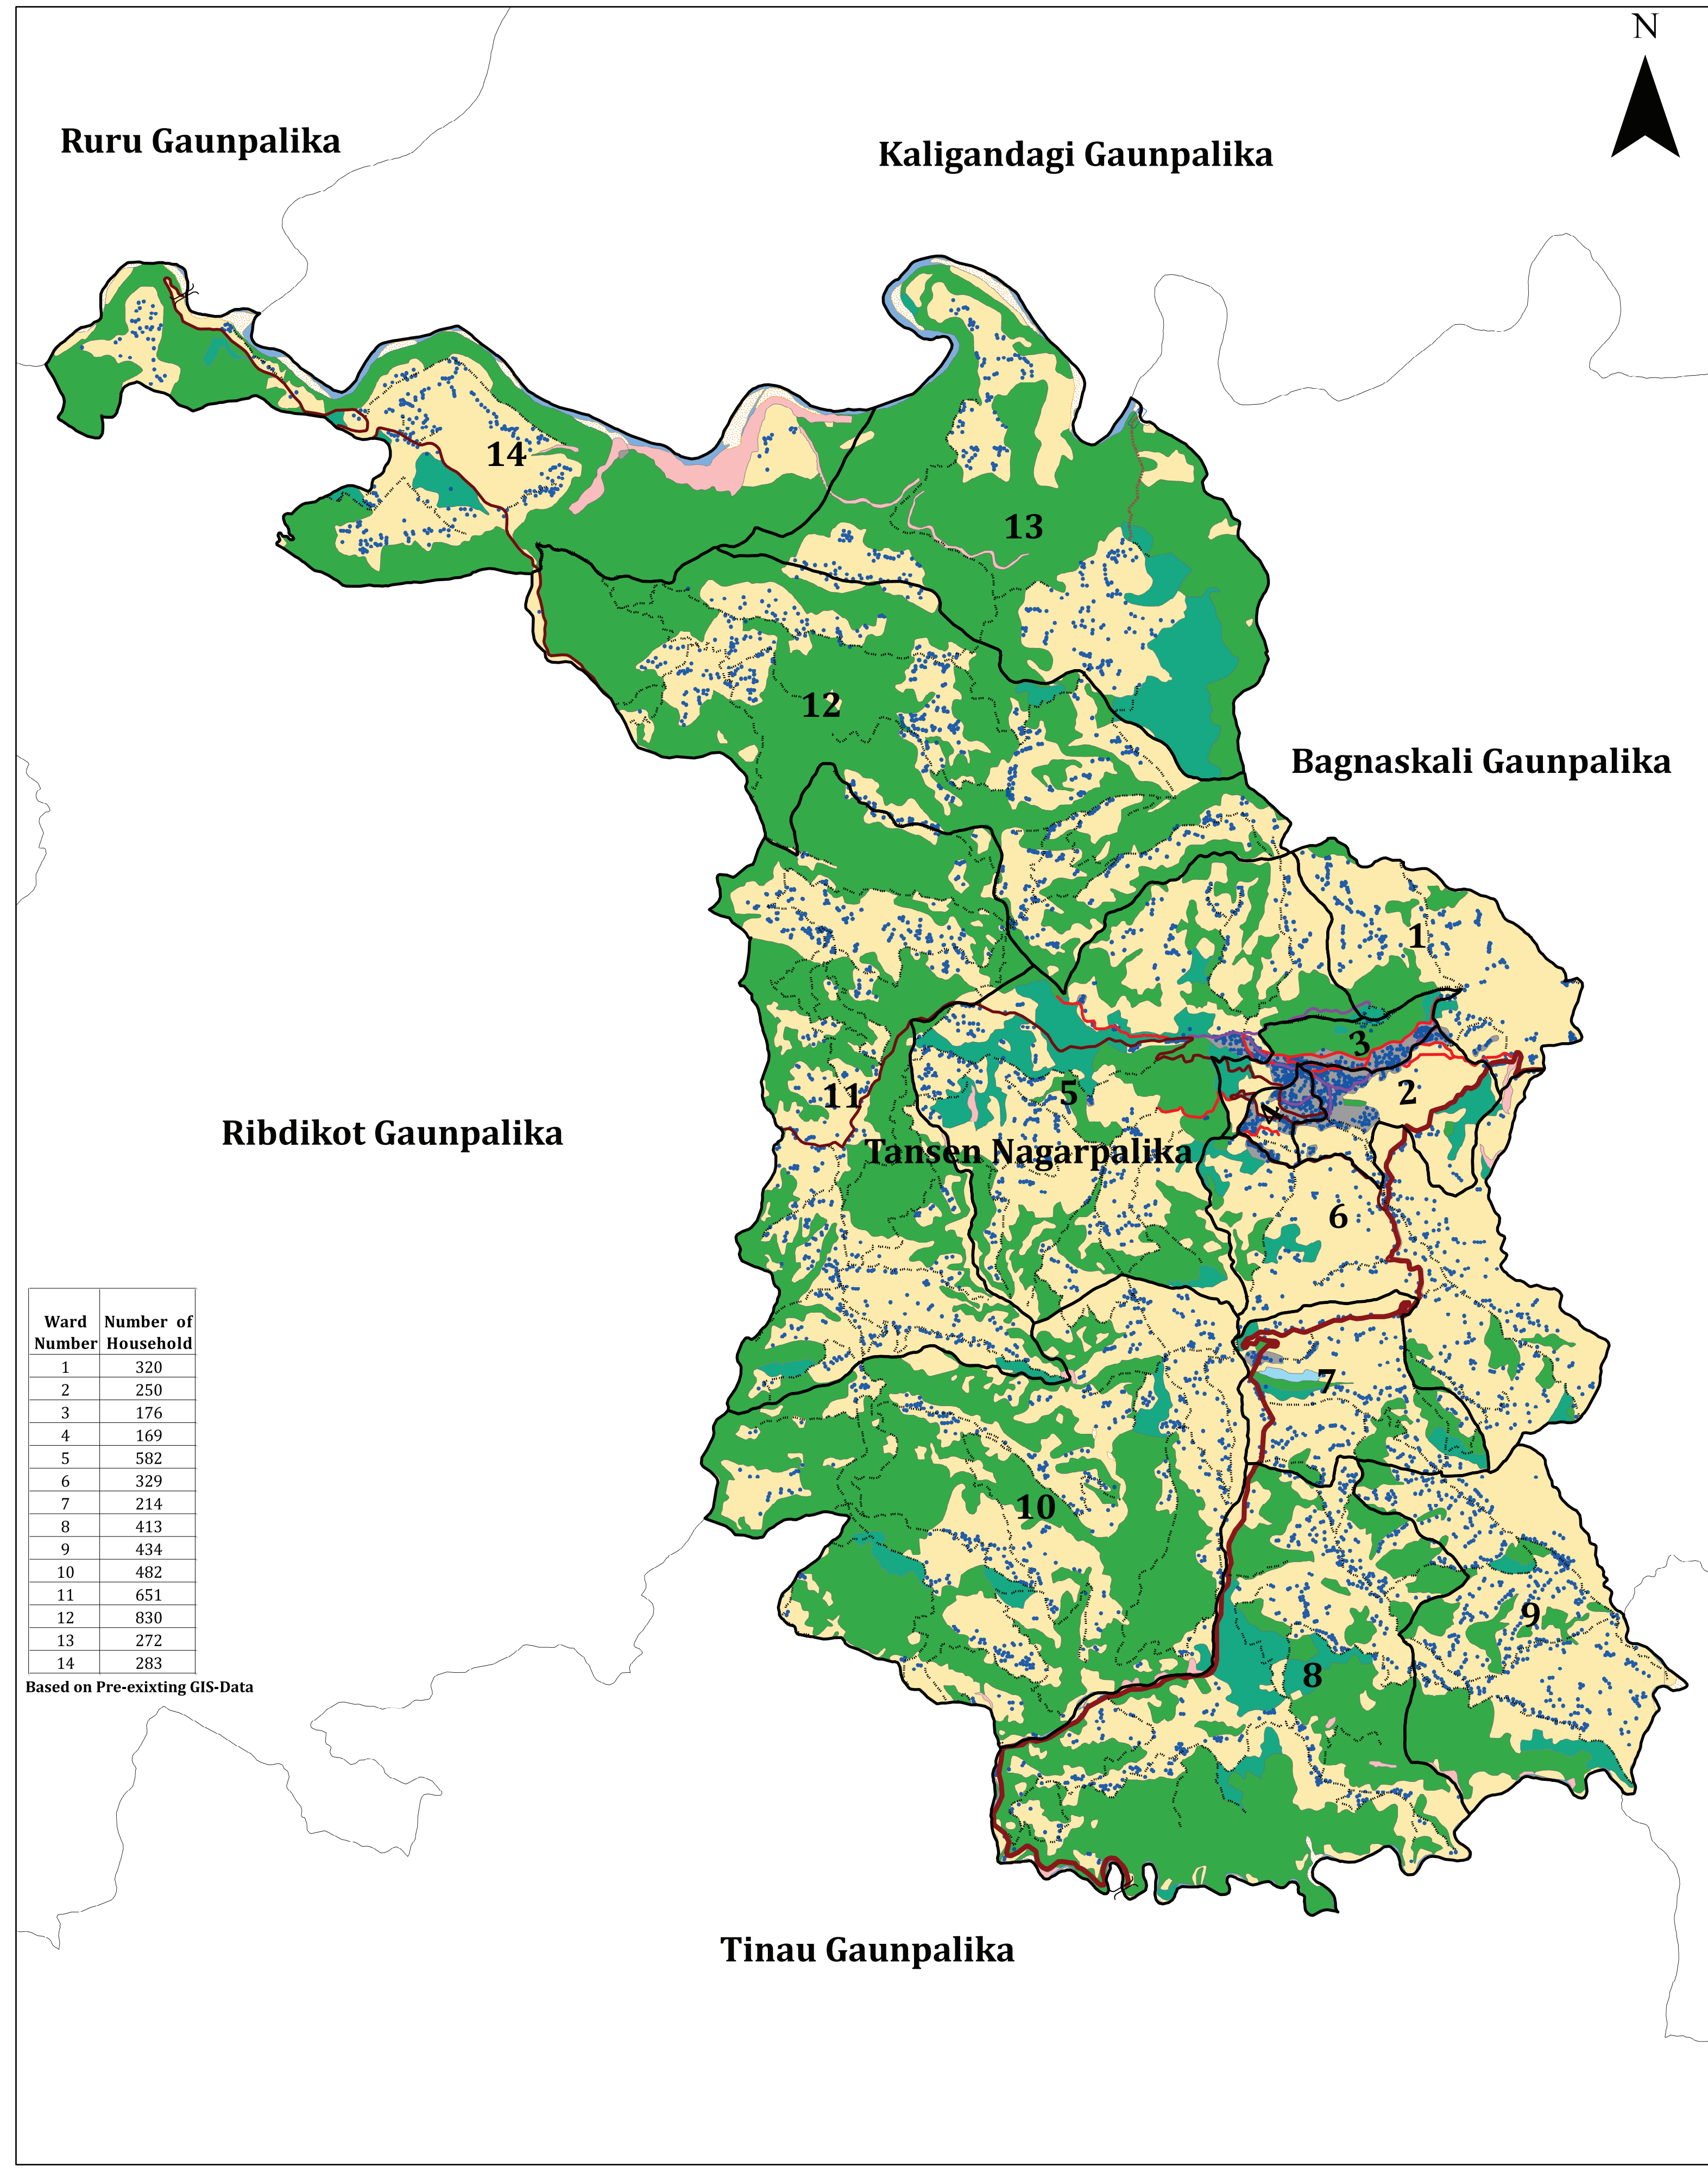 N
Ruru Gaunpalika
Kaligandagi Gaunpalika
14
13
12
Bagnaskali Gaunpalika
1
3
2
5
4
11
Ribdikot Gaunpalika
Tansen Nagarpalika
6
7
10
9
8
Ward Number of
Number Household
1 320
2 250
3 176
4 169
5 582
6 329
7 214
8 413
9 434
10 482
11 651
12 830
13 272
14 283
Based on Pre-exixting GIS-Data
Tinau Gaunpalika